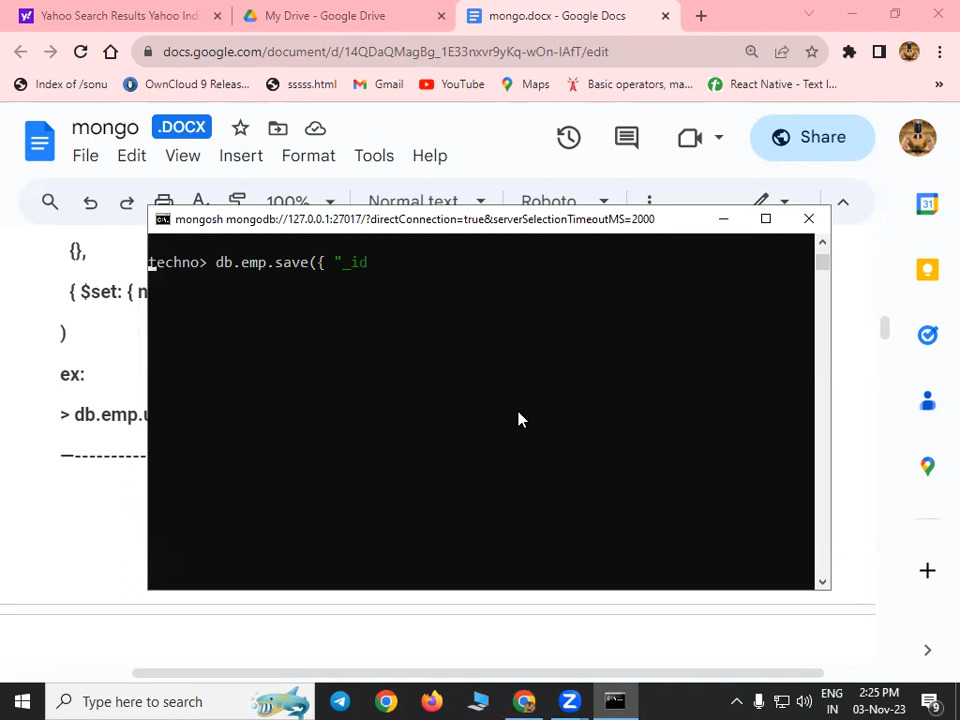 Yahoo Search Results Yahoo Ind
My Drive - Google Drive
mongo.docx - Google Docs
docs.google.com/document/d/14QDaQMagBg_1E33nxvr9yKq-wOn-IAfT/edit
Index of /sonu
OwnCloud 9 Releas...
sssss.html
Gmail
YouTube
Maps
Basic operators, ma...
React Native - Text I...
mongo
.DOCX
File
Edit
View
Insert
Format
Tools
Help
Share
100%
Normal text
Roboto
mongosh mongodb://127.0.0.1:27017/?directConnection=true&serverSelectionTimeoutMS=2000
techno> db.emp.save({ "_id
{},
{ $set: { n
)
ex:
> db.emp.u
—----------
31
Type here to search
ENG
IN
2:25 PM
03-Nov-23
9